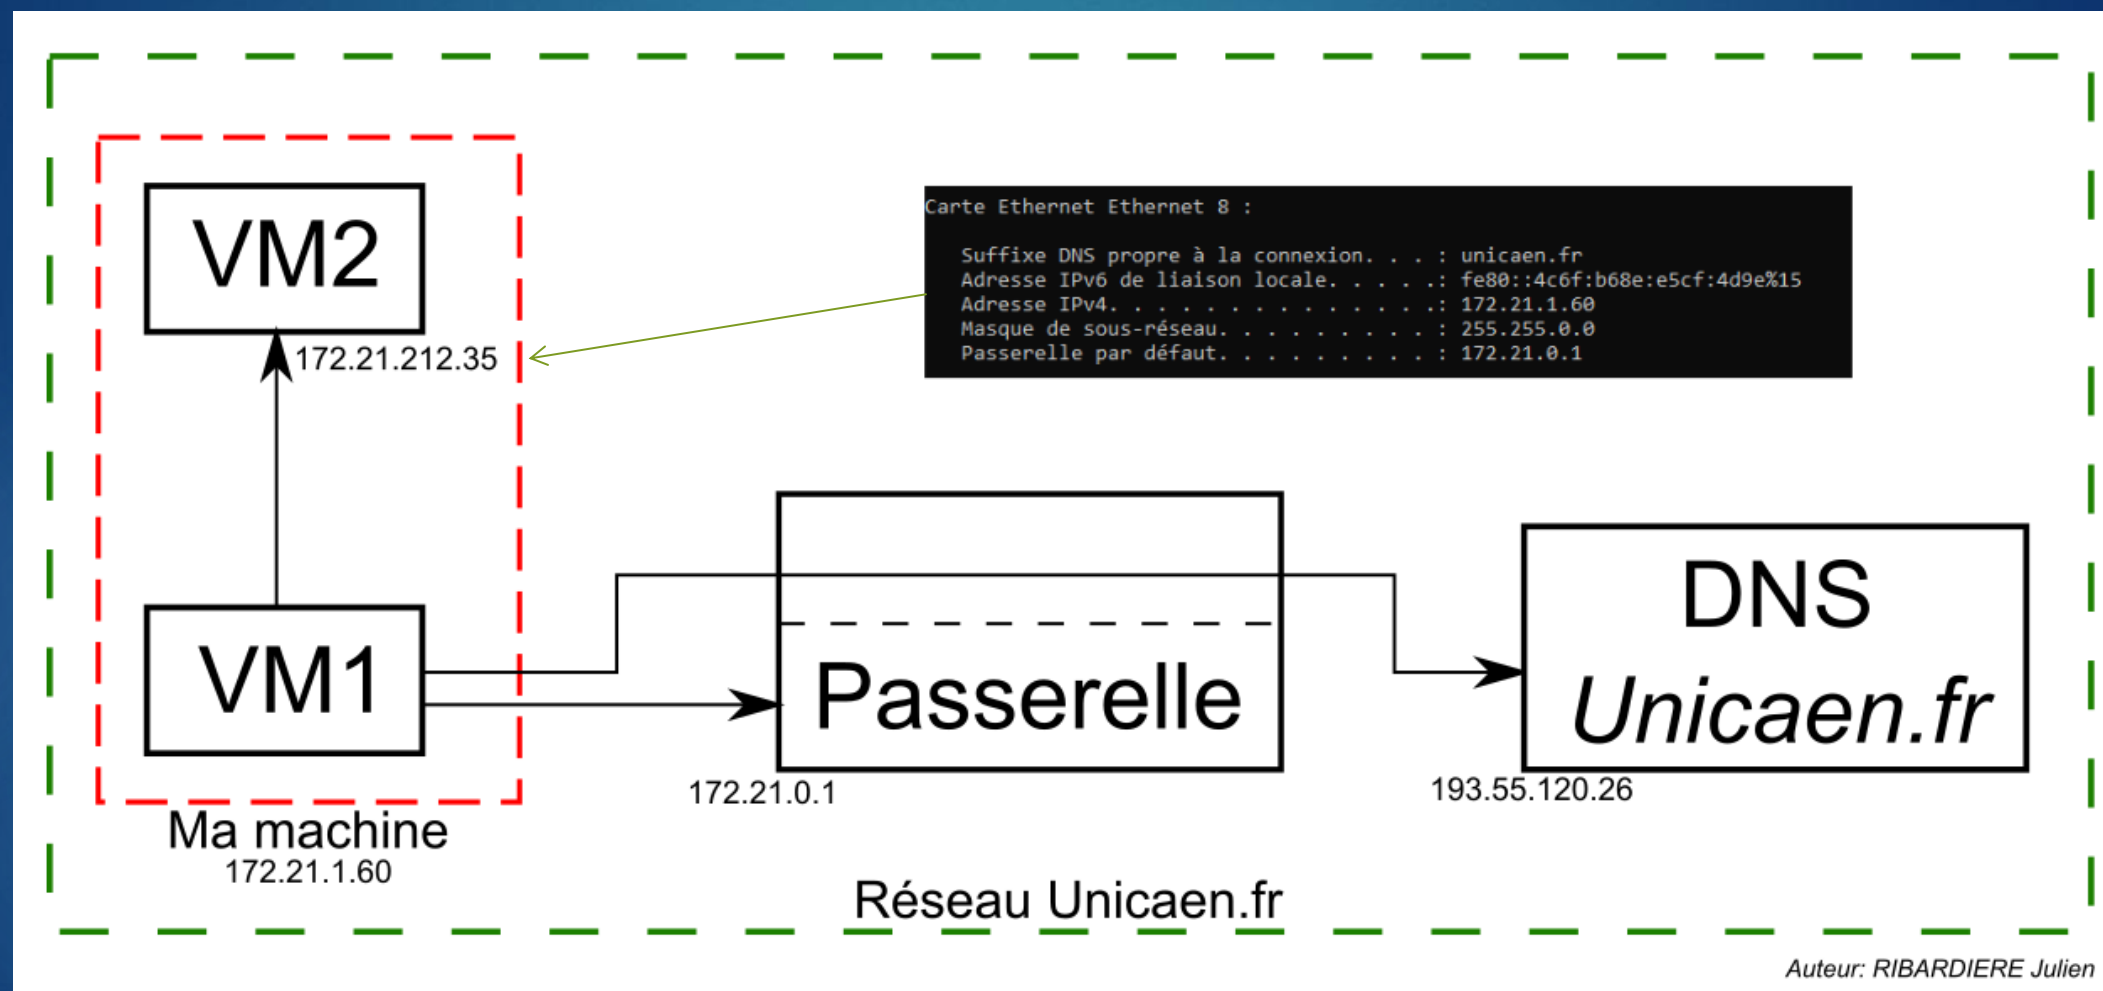 VM2
172.21.212.35
Carte Ethernet Ethernet 8 :
Suffixe DNS propre à la connexion. . . : unicaen.fr
Adresse IPv6 de liaison locale. . . . .: fe80::4c6f:b68e:e5cf:4d9e%15
Adresse IPv4. . . . . . . . . . . . . .: 172.21.1.60
Masque de sous-réseau. . . . . . . . . : 255.255.0.0
Passerelle par défaut. . . . . . . . . : 172.21.0.1
VM1
Passerelle
172.21.0.1
DNS
Unicaen.fr
193.55.120.26
Ma machine
172.21.1.60
Réseau Unicaen.fr
Auteur: RIBARDIERE Julien